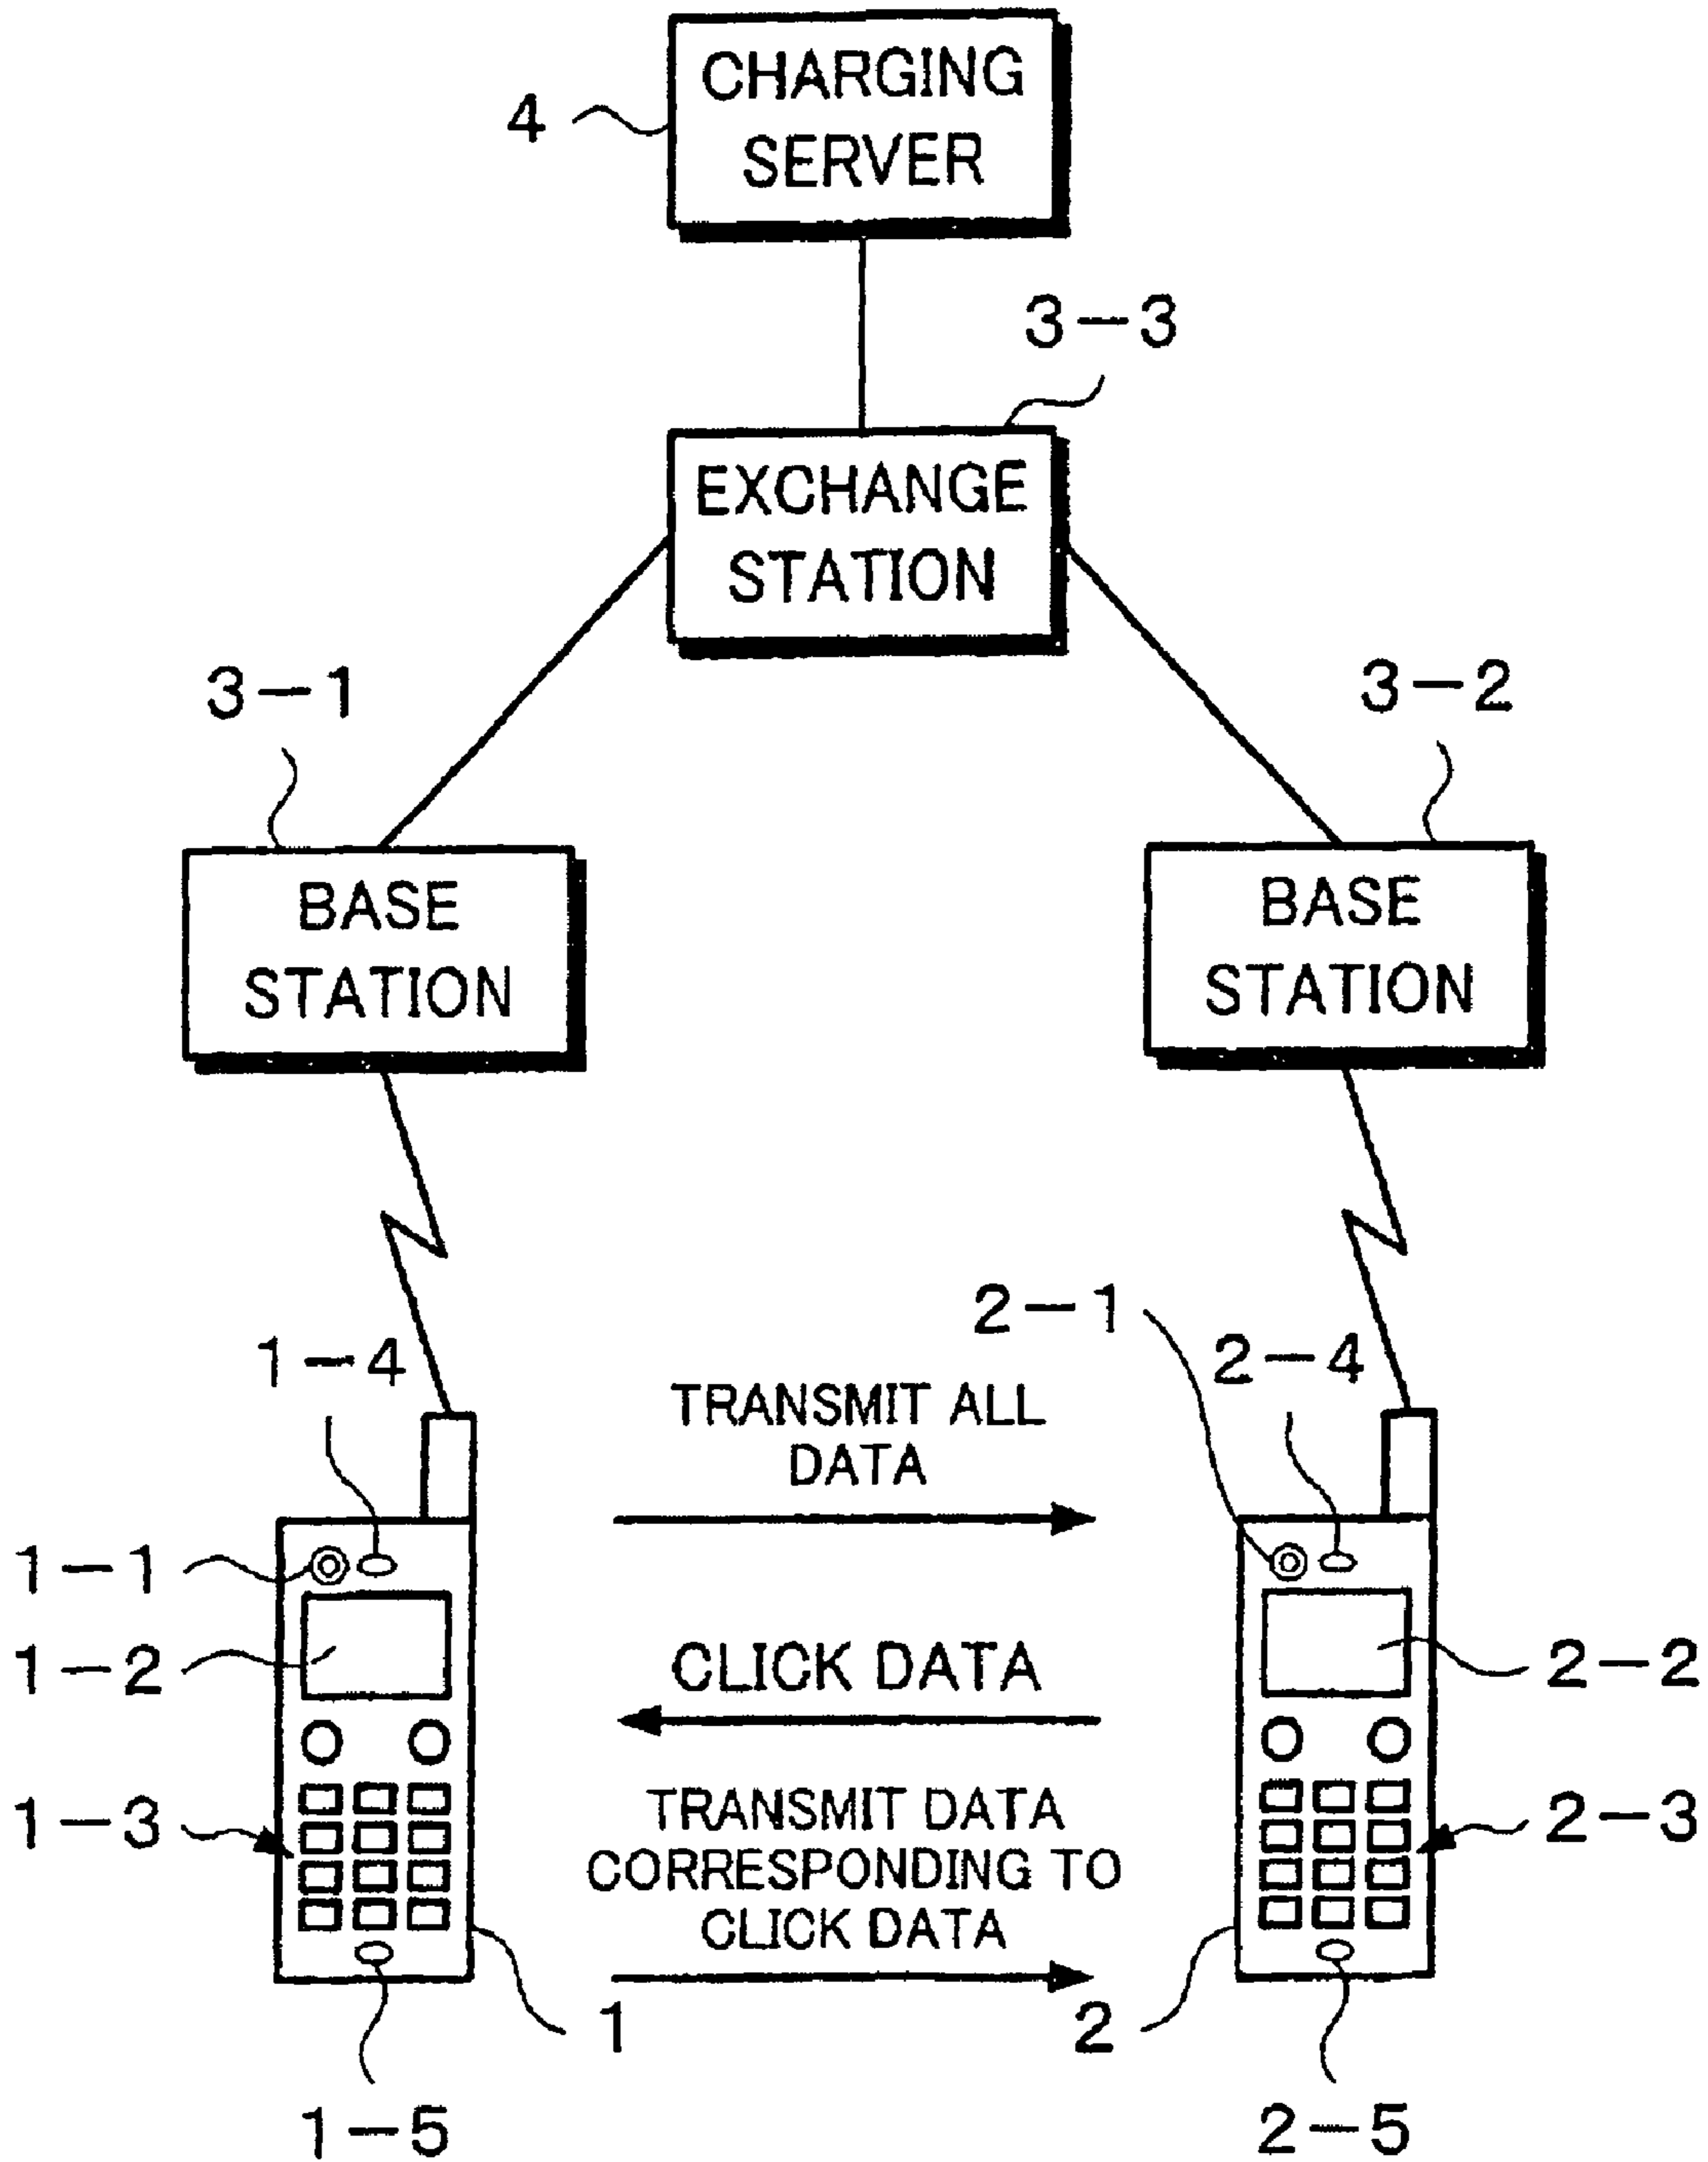 CHARGING
SERVER
4
3-3
EXCHANGE
STATION
3-1
3-2
BASE
STATION
BASE
STATION
2-1
1-4
2-4
TRANSMIT ALL
DATA
1-1
1-2
CLICK DATA
2-2
1-3
TRANSMIT DATA
CORRESPONDING TO
CLICK DATA
2-3
1
2
1-5
2-5